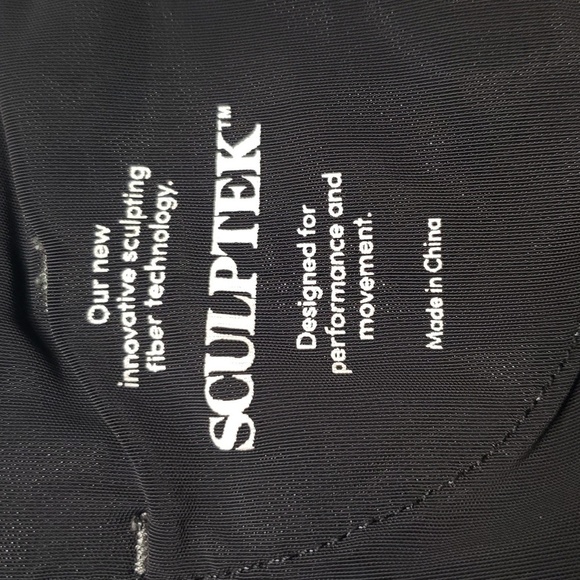 Our new
innovative sculpting
fiber technology.
SCULPTEK™
Designed for
performance and
movement.
Made in China